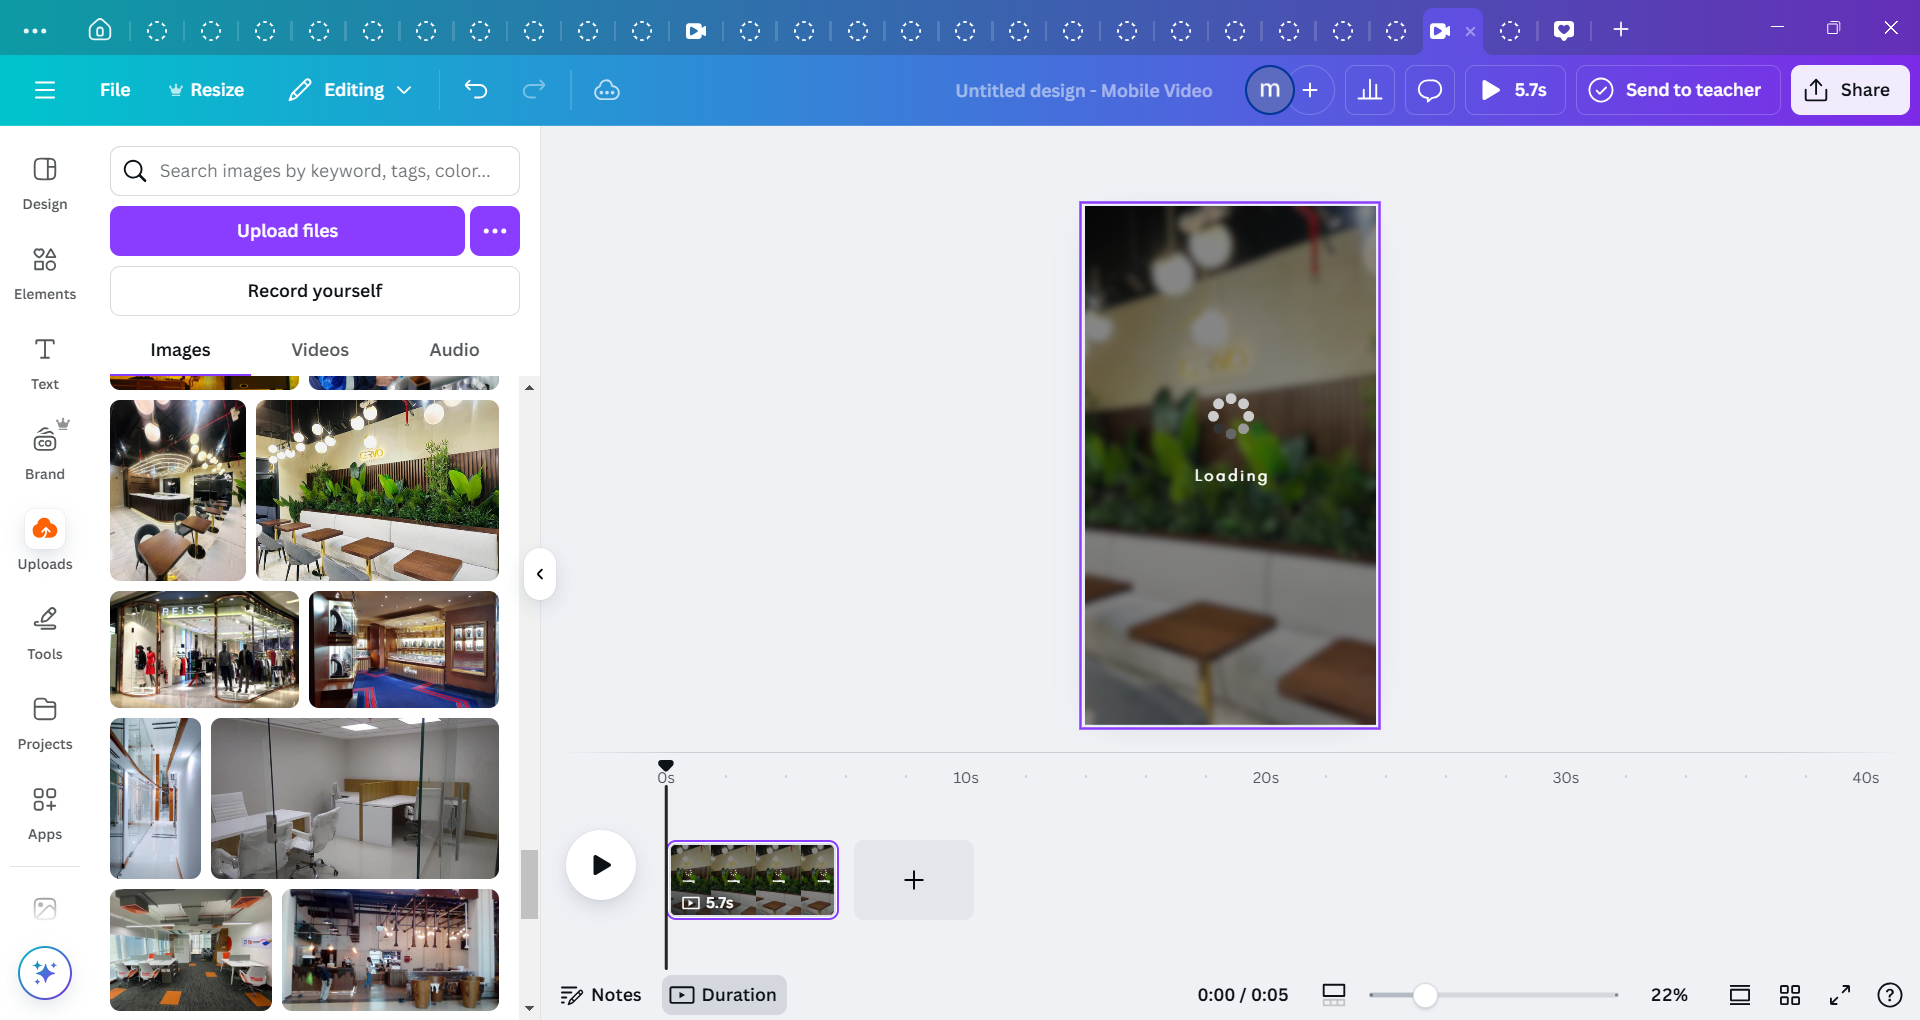 File
Resize
Editing
Untitled design - Mobile Video
m
5.7s
Send to teacher
Share
Design
Elements
Text
Brand
Uploads
Tools
Projects
Apps
Search images by keyword, tags, color...
Upload files
Record yourself
Images
Videos
Audio
CO
REISS
Loading
0s
10s
20s
30s
40s
5.7s
Notes
Duration
0:00 / 0:05
22%